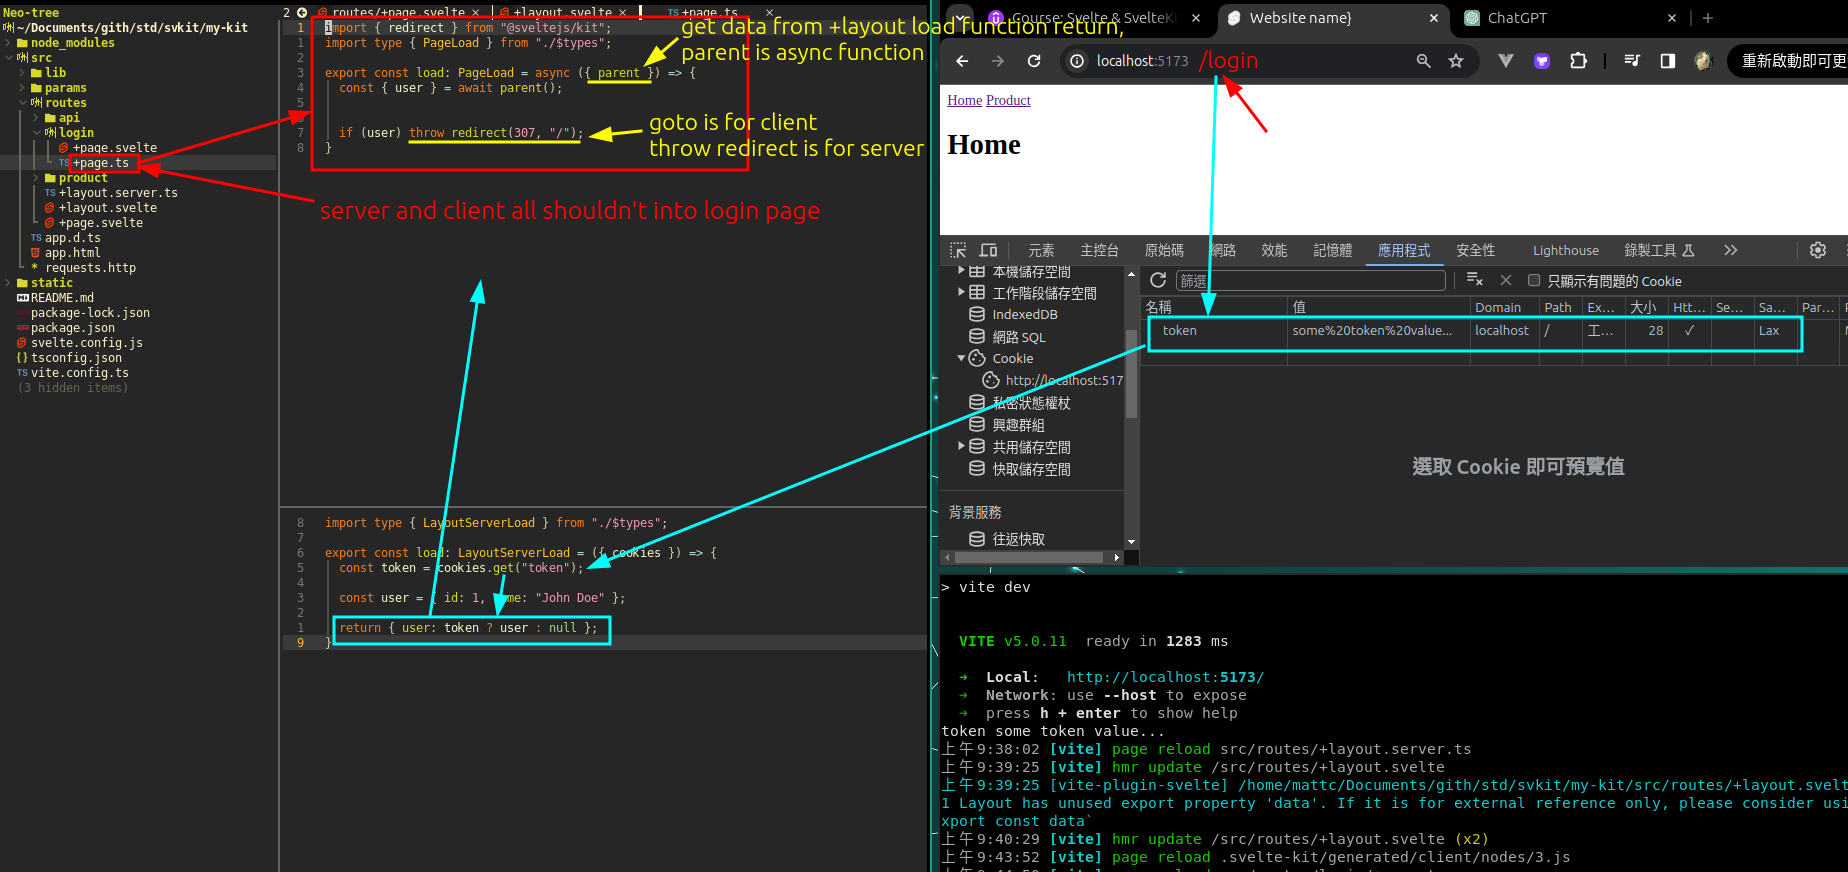 Neo-tree
~/Documents/gith/std/svkit/my-kit
node_modules
src
lib
params
routes
api
login
+page.svelte
TS +page.ts
product
TS +layout.server.ts
+layout.svelte
+page.svelte
TS app.d.ts
app.html
* requests.http
static
README.md
package-lock.json
package.json
svelte.config.js
{} tsconfig.json
TS vite.config.ts
(3 hidden items)
2 routes/+page.svelte × +layout.svelte × TS +page.ts ×
1 import { redirect } from "@sveltejs/kit";
1 import type { PageLoad } from "./$types";
2
3 export const load: PageLoad = async ({ parent }) => {
4 const { user } = await parent();
5
7 if (user) throw redirect(307, "/");
8 }
get data from +layout load function return,
parent is async function
goto is for client
throw redirect is for server
server and client all shouldn't into login page
8 import type { LayoutServerLoad } from "./$types";
7
6 export const load: LayoutServerLoad = ({ cookies }) => {
5 const token = cookies.get("token");
4
3 const user = { id: 1, me: "John Doe" };
2
1 return { user: token ? user : null };
9 }
Course: Svelte & SvelteKi ×
Website name} ×
ChatGPT ×
localhost:5173 /login
重新啟動即可更
Home Product
Home
元素 主控台 原始碼 網路 效能 記憶體 應用程式 安全性 Lighthouse 錄製工具
本機儲存空間
工作階段儲存空間
IndexedDB
網路 SQL
Cookie
http://localhost:517
私密狀態權杖
興趣群組
共用儲存空間
快取儲存空間
背景服務
往返快取
篩選
只顯示有問題的 Cookie
名稱 值 Domain Path Ex... 大小 Htt... Se... Sa... Par...
token some%20token%20value... localhost / 工... 28 ✓ Lax
選取 Cookie 即可預覽值
> vite dev
VITE v5.0.11 ready in 1283 ms
➜ Local: http://localhost:5173/
➜ Network: use --host to expose
➜ press h + enter to show help
token some token value...
上午9:38:02 [vite] page reload src/routes/+layout.server.ts
上午9:39:25 [vite] hmr update /src/routes/+layout.svelte
上午9:39:25 [vite-plugin-svelte] /home/mattc/Documents/gith/std/svkit/my-kit/src/routes/+layout.svelt
1 Layout has unused export property 'data'. If it is for external reference only, please consider usi
xport const data`
上午9:40:29 [vite] hmr update /src/routes/+layout.svelte (x2)
上午9:43:52 [vite] page reload .svelte-kit/generated/client/nodes/3.js